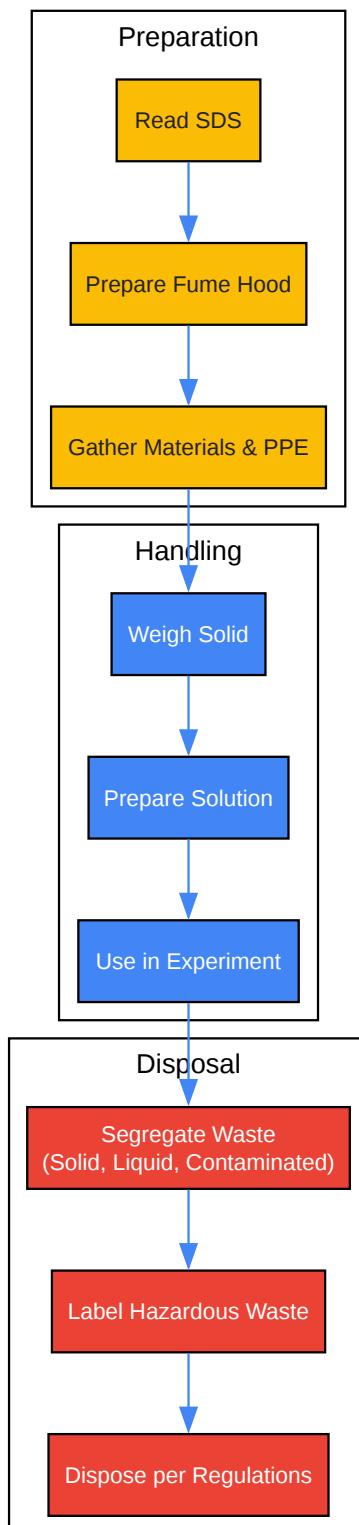 Preparation
Read SDS
Prepare Fume Hood
Gather Materials & PPE
Handling
Weigh Solid
Prepare Solution
Use in Experiment
Disposal
Segregate Waste
(Solid, Liquid, Contaminated)
Label Hazardous Waste
Dispose per Regulations